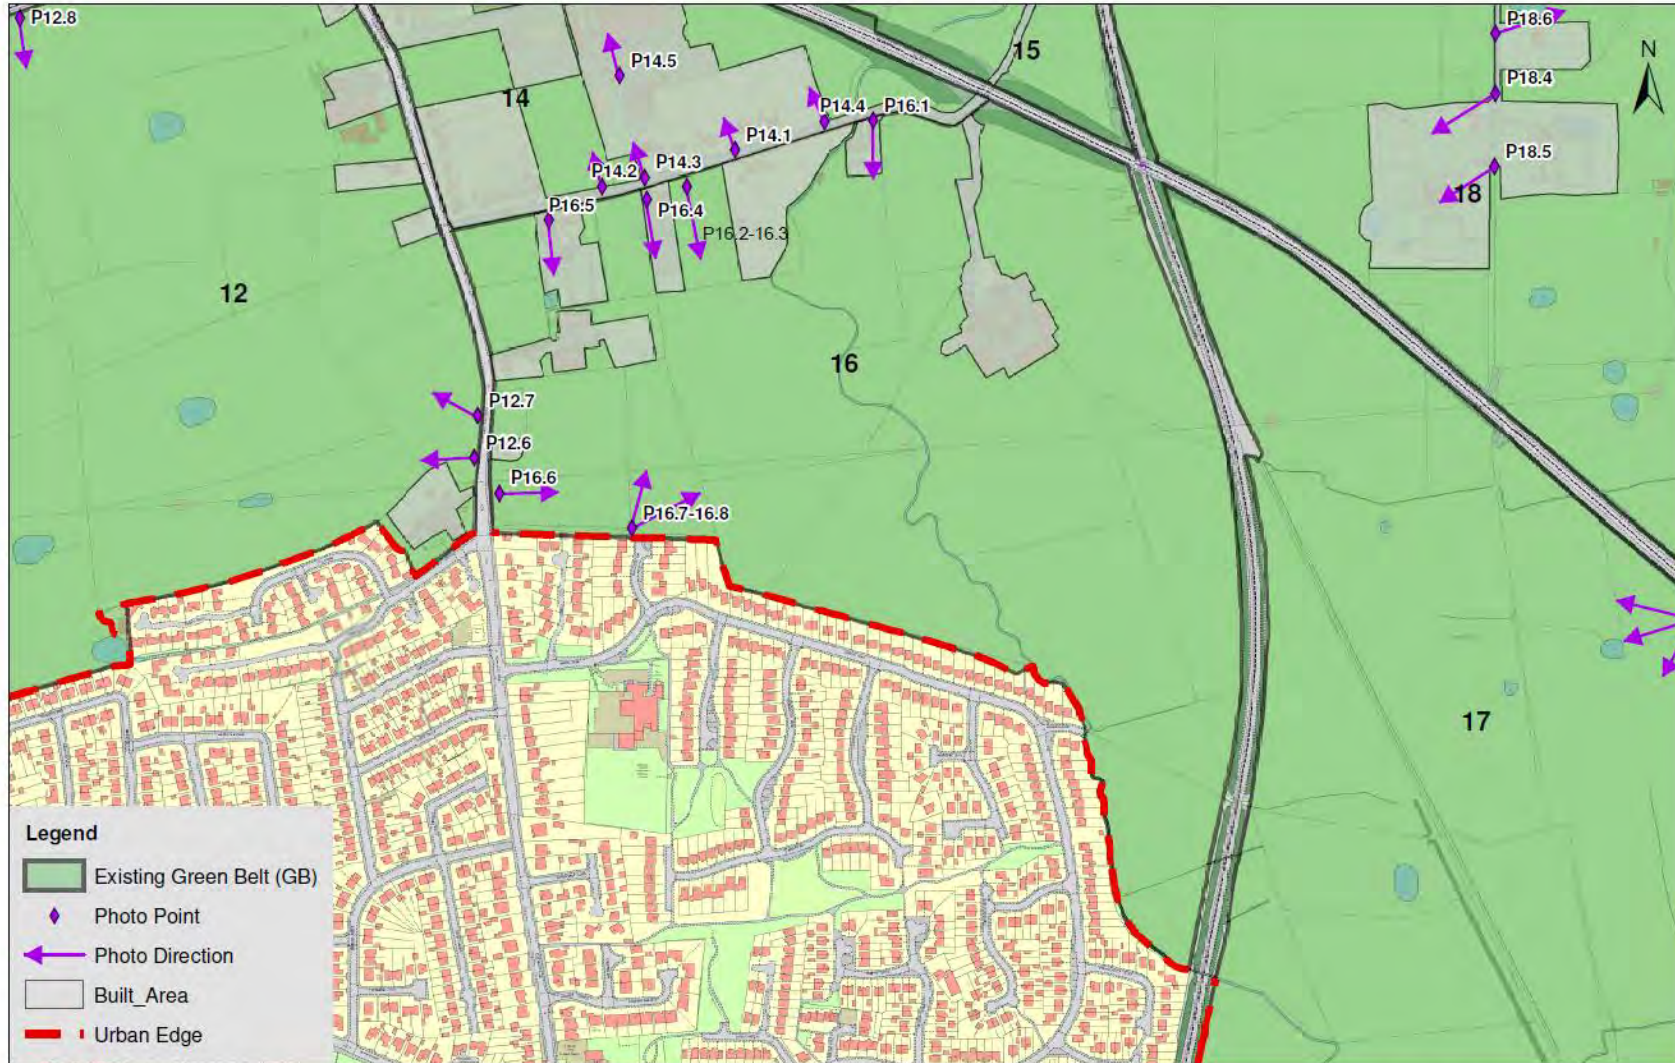 P12.8
P18.6
15
N
P14.5
P18.4
14
P14.4
P16.1
P14.1
P14.3
P18.5
P14.2
18
P16.5
P16.4
P16.2-16.3
12
16
P12.7
P12.6
P16.6
P16.7-16.8
17
Legend
Existing Green Belt (GB)
Photo Point
Photo Direction
Built_Area
Urban Edge